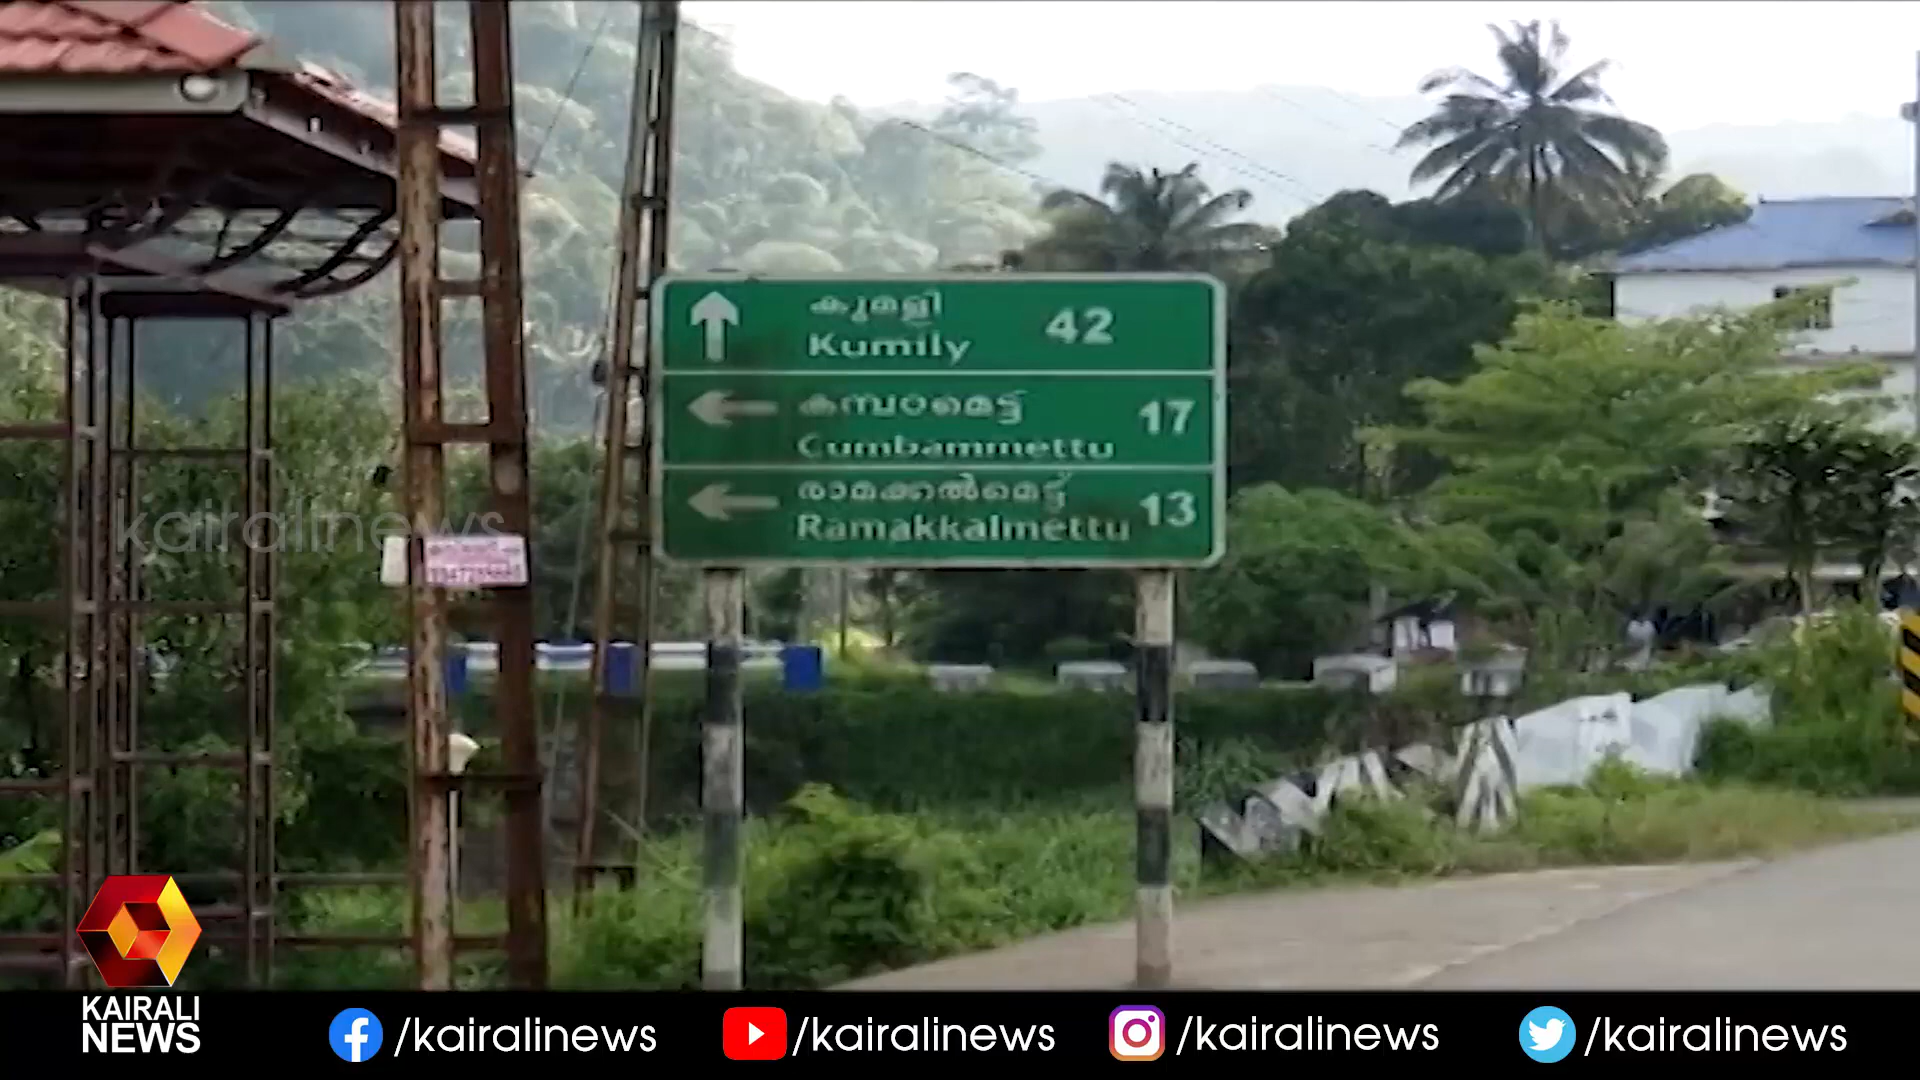 കുമളി
Kumily
42
കമ്പംമെട്ട്
Cumbammettu
17
രാമക്കൽമെട്ട്
Ramakkalmettu
13
kairalinews
KAIRALI
NEWS
/kairalinews
/kairalinews
/kairalinews
/kairalinews